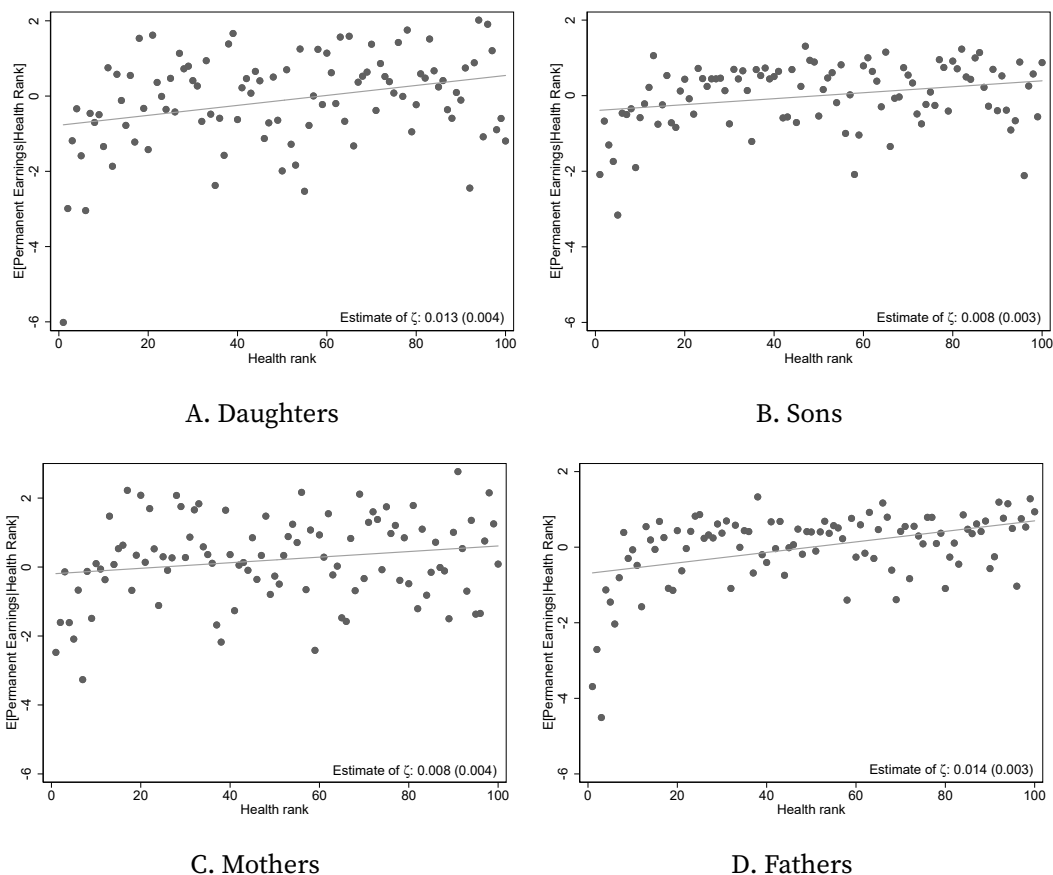 E[Permanent Earnings|Health Rank]
2
0
-2
-4
-6
Estimate of ζ: 0.013 (0.004)
0 20 40 60 80 100
Health rank
A. Daughters
E[Permanent Earnings|Health Rank]
2
0
-2
-4
-6
Estimate of ζ: 0.008 (0.003)
0 20 40 60 80 100
Health rank
B. Sons
E[Permanent Earnings|Health Rank]
2
0
-2
-4
-6
Estimate of ζ: 0.008 (0.004)
0 20 40 60 80 100
Health rank
C. Mothers
E[Permanent Earnings|Health Rank]
2
0
-2
-4
-6
Estimate of ζ: 0.014 (0.003)
0 20 40 60 80 100
Health rank
D. Fathers